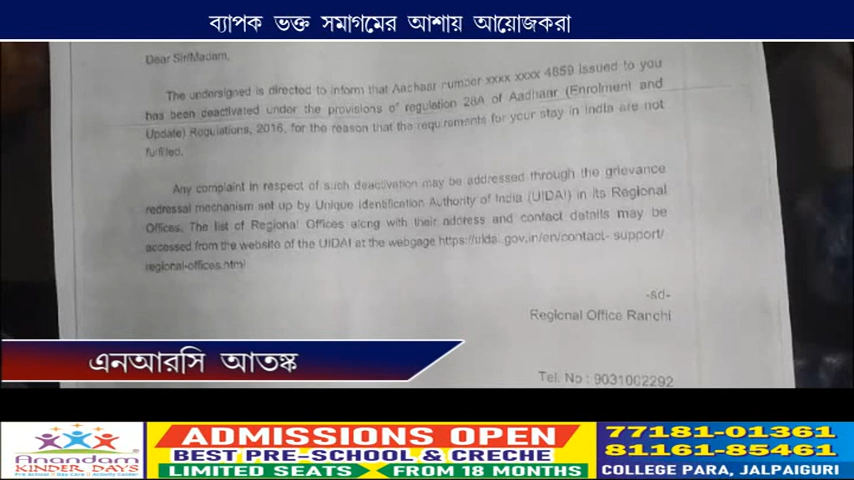 ব্যাপক ভক্ত সমাগমের আশায় আয়োজকরা
Dear Sir/Madam,
The undersigned is directed to inform that Aadhaar number xxxx xxxx 4859 issued to you
has been deactivated under the provisions of regulation 28A of Aadhaar (Enrolment and
Update) Regulations, 2016, for the reason that the requirements for your stay in India are not
fulfilled.
Any complaint in respect of such deactivation may be addressed through the grievance
redressal mechanism set up by Unique Identification Authority of India (UIDAI) in its Regional
Offices. The list of Regional Offices along with their address and contact details may be
accessed from the website of the UIDAI at the webpage https://uidai.gov.in/en/contact- support/
regional-offices.html
-sd-
Regional Office Ranchi
Tel. No : 9031002292
এনআরসি আতঙ্ক
Anandam
KINDER DAYS
Pre School | Day Care | Activity Center
ADMISSIONS OPEN
BEST PRE-SCHOOL & CRECHE
LIMITED SEATS FROM 18 MONTHS
77181-01361
81161-85461
COLLEGE PARA, JALPAIGURI